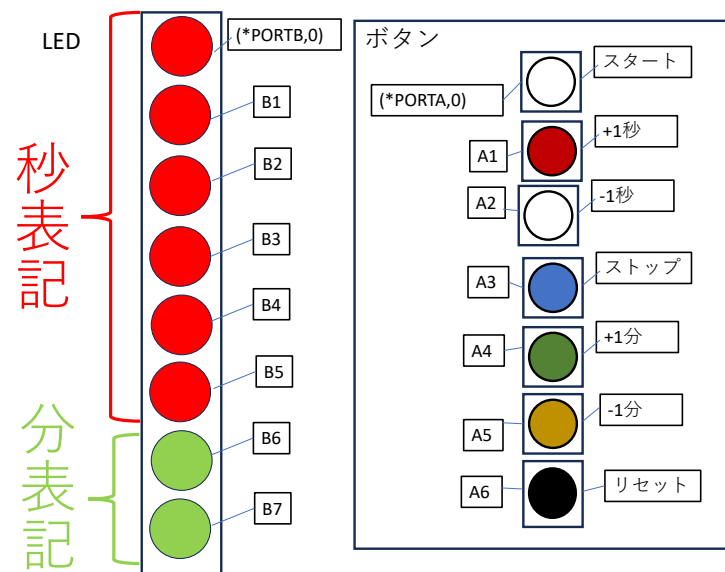 LED
(*PORTB,0)
B1
B2
B3
B4
B5
B6
B7
秒表記
分表記
ボタン
(*PORTA,0)
スタート
A1
+1秒
A2
-1秒
A3
ストップ
A4
+1分
A5
-1分
A6
リセット